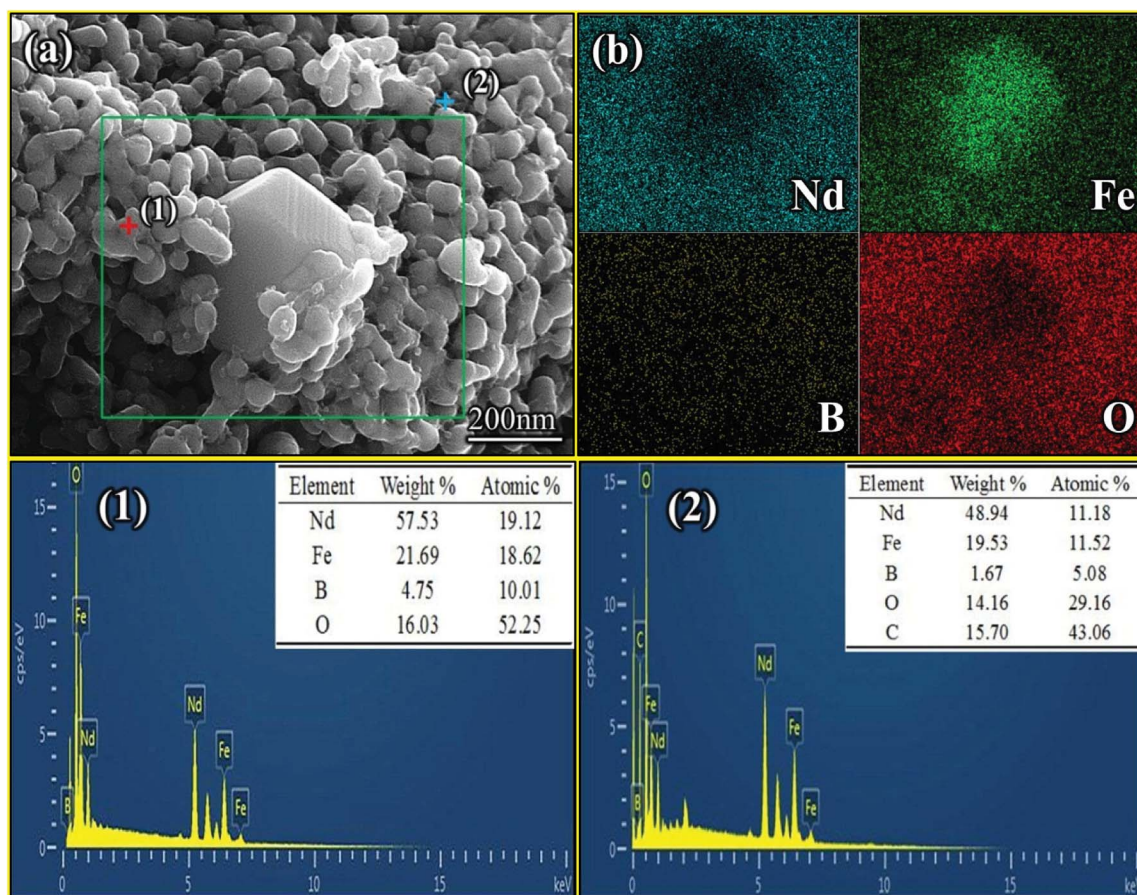 (a)
(2)
(1)
200nm
(b)
Nd
Fe
B
O
(1)
Element Weight % Atomic %
Nd 57.53 19.12
Fe 21.69 18.62
B 4.75 10.01
O 16.03 52.25
O
Fe
Nd
B
Nd
Fe
Fe
cps/eV
15
10
5
0
0 5 10 15 keV
(2)
Element Weight % Atomic %
Nd 48.94 11.18
Fe 19.53 11.52
B 1.67 5.08
O 14.16 29.16
C 15.70 43.06
O
C
Fe
Nd
B
Nd
Fe
Fe
cps/eV
15
10
5
0
0 5 10 15 keV